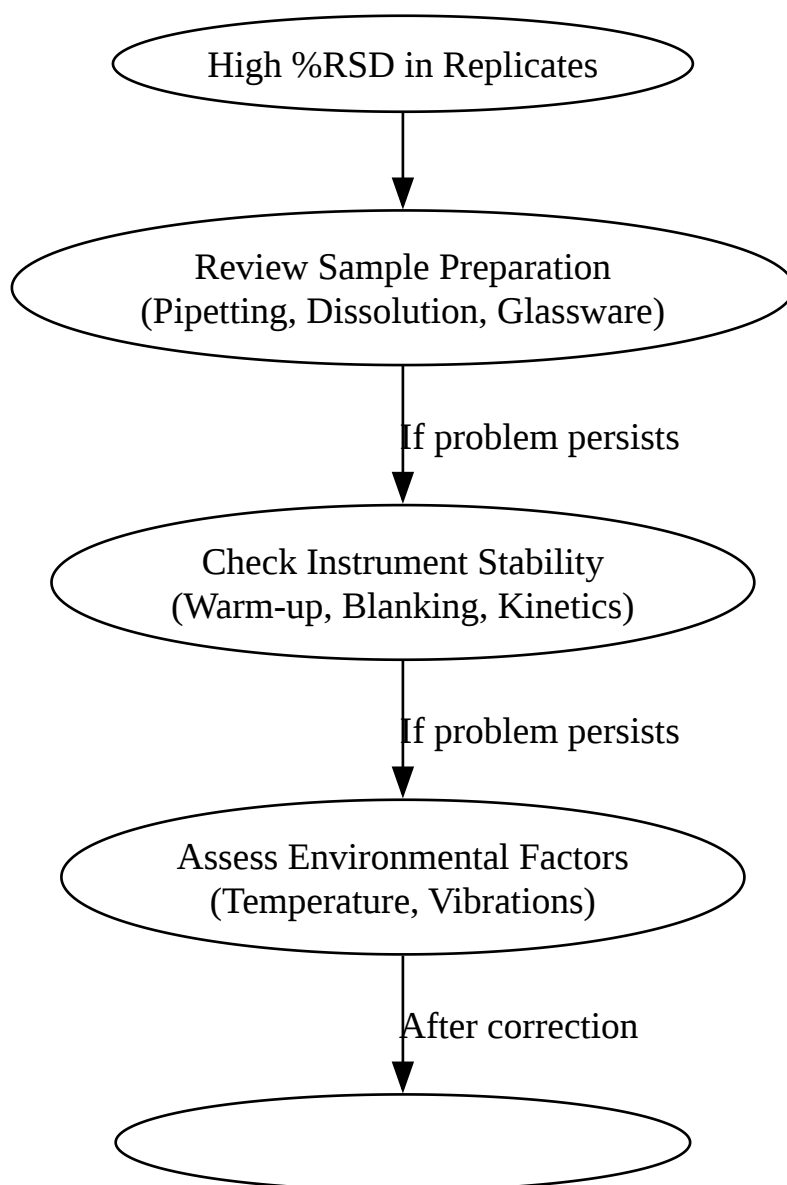 High %RSD in Replicates
Review Sample Preparation
(Pipetting, Dissolution, Glassware)
If problem persists
Check Instrument Stability
(Warm-up, Blanking, Kinetics)
If problem persists
Assess Environmental Factors
(Temperature, Vibrations)
After correction